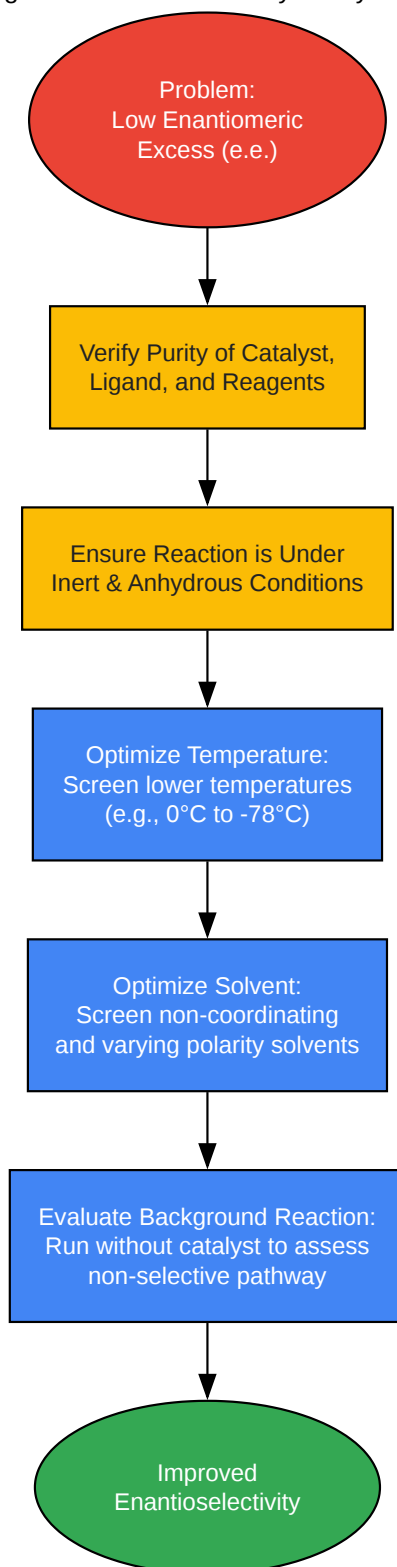 Problem:
Low Enantiomeric
Excess (e.e.)
Verify Purity of Catalyst,
Ligand, and Reagents
Ensure Reaction is Under
Inert & Anhydrous Conditions
Optimize Temperature:
Screen lower temperatures
(e.g., 0°C to -78°C)
Optimize Solvent:
Screen non-coordinating
and varying polarity solvents
Evaluate Background Reaction:
Run without catalyst to assess
non-selective pathway
Improved
Enantioselectivity